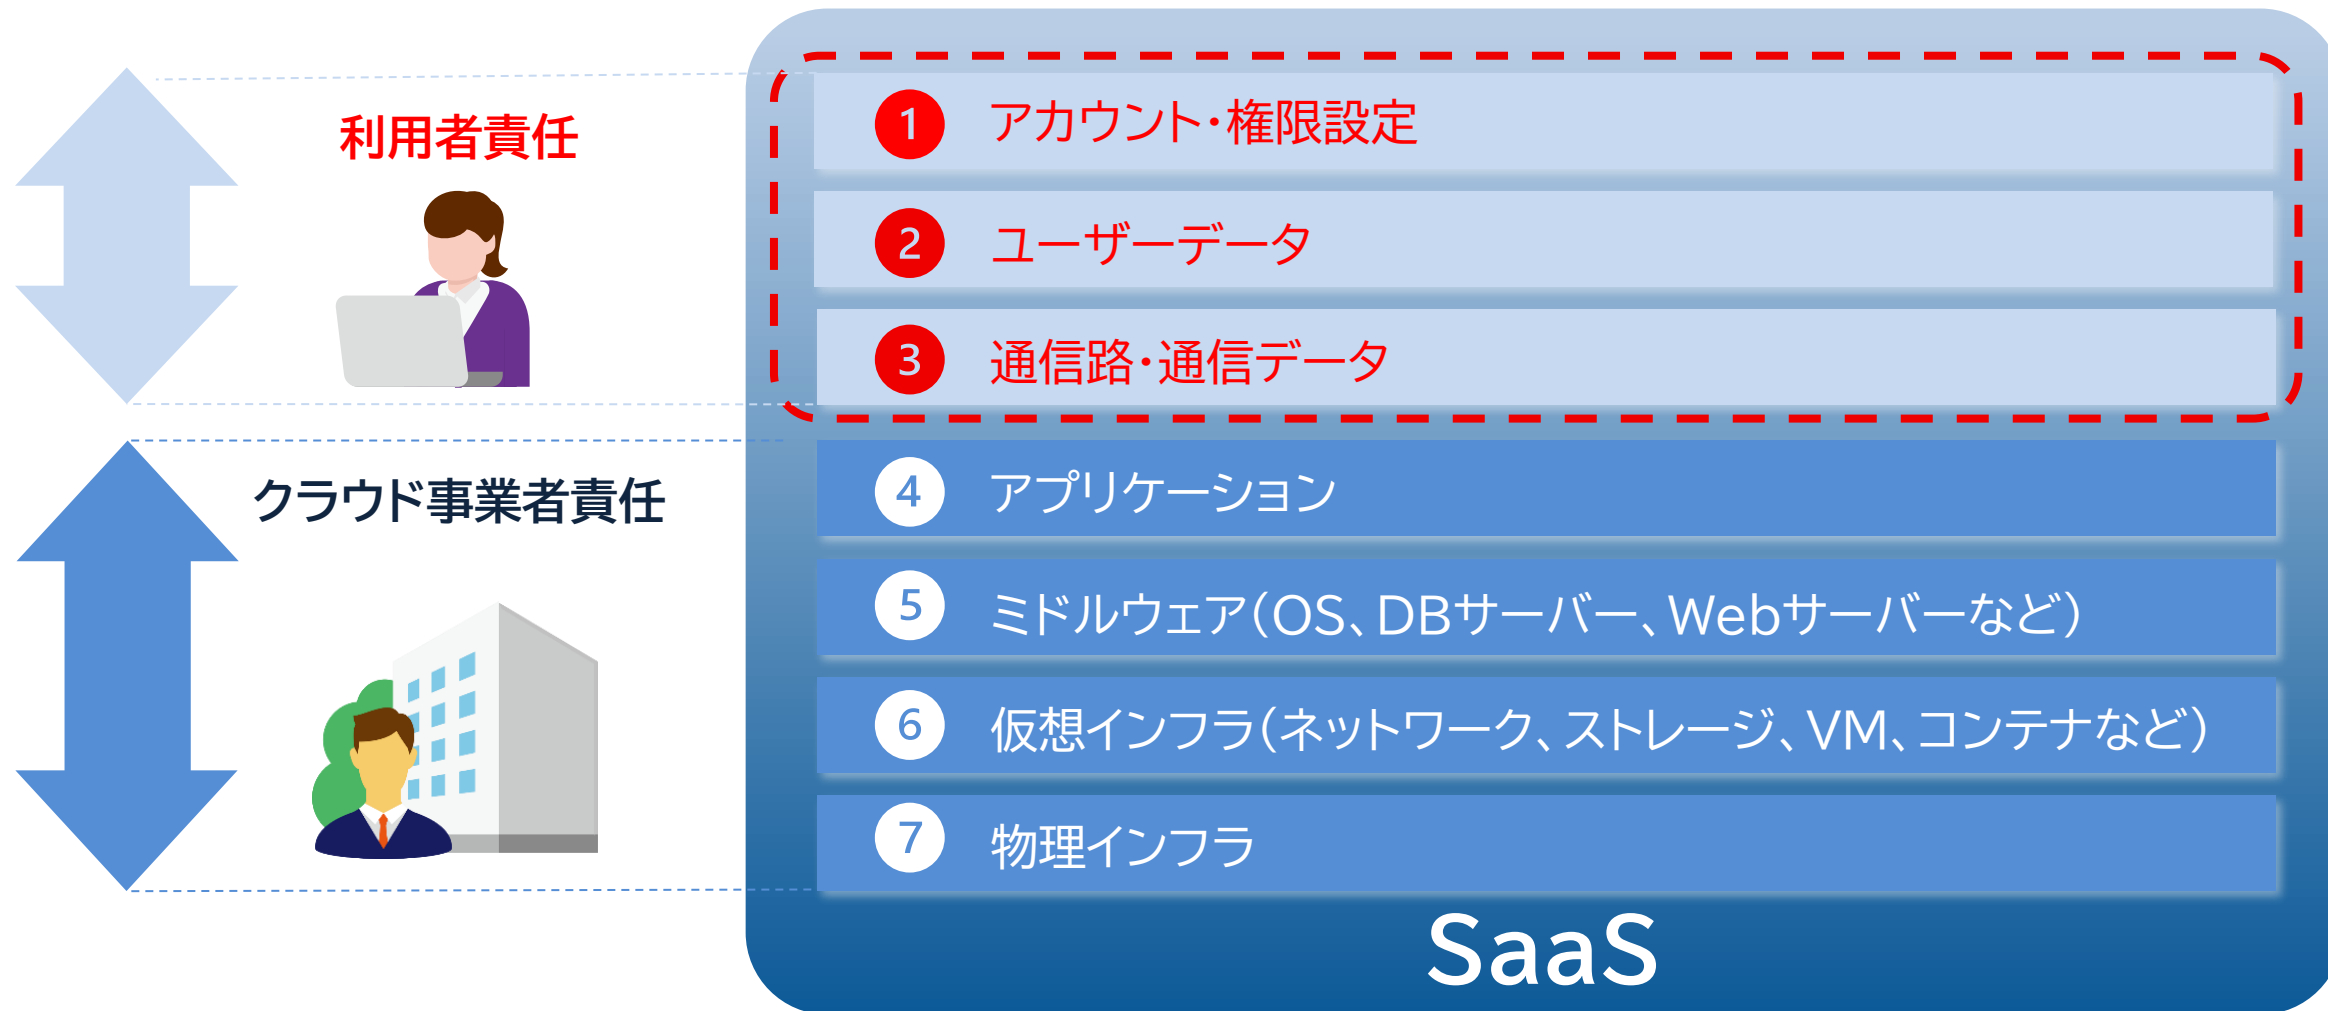 利用者責任
1 アカウント・権限設定
2 ユーザーデータ
3 通信路・通信データ
クラウド事業者責任
4 アプリケーション
5 ミドルウェア(OS、DBサーバー、Webサーバーなど)
6 仮想インフラ(ネットワーク、ストレージ、VM、コンテナなど)
7 物理インフラ
SaaS